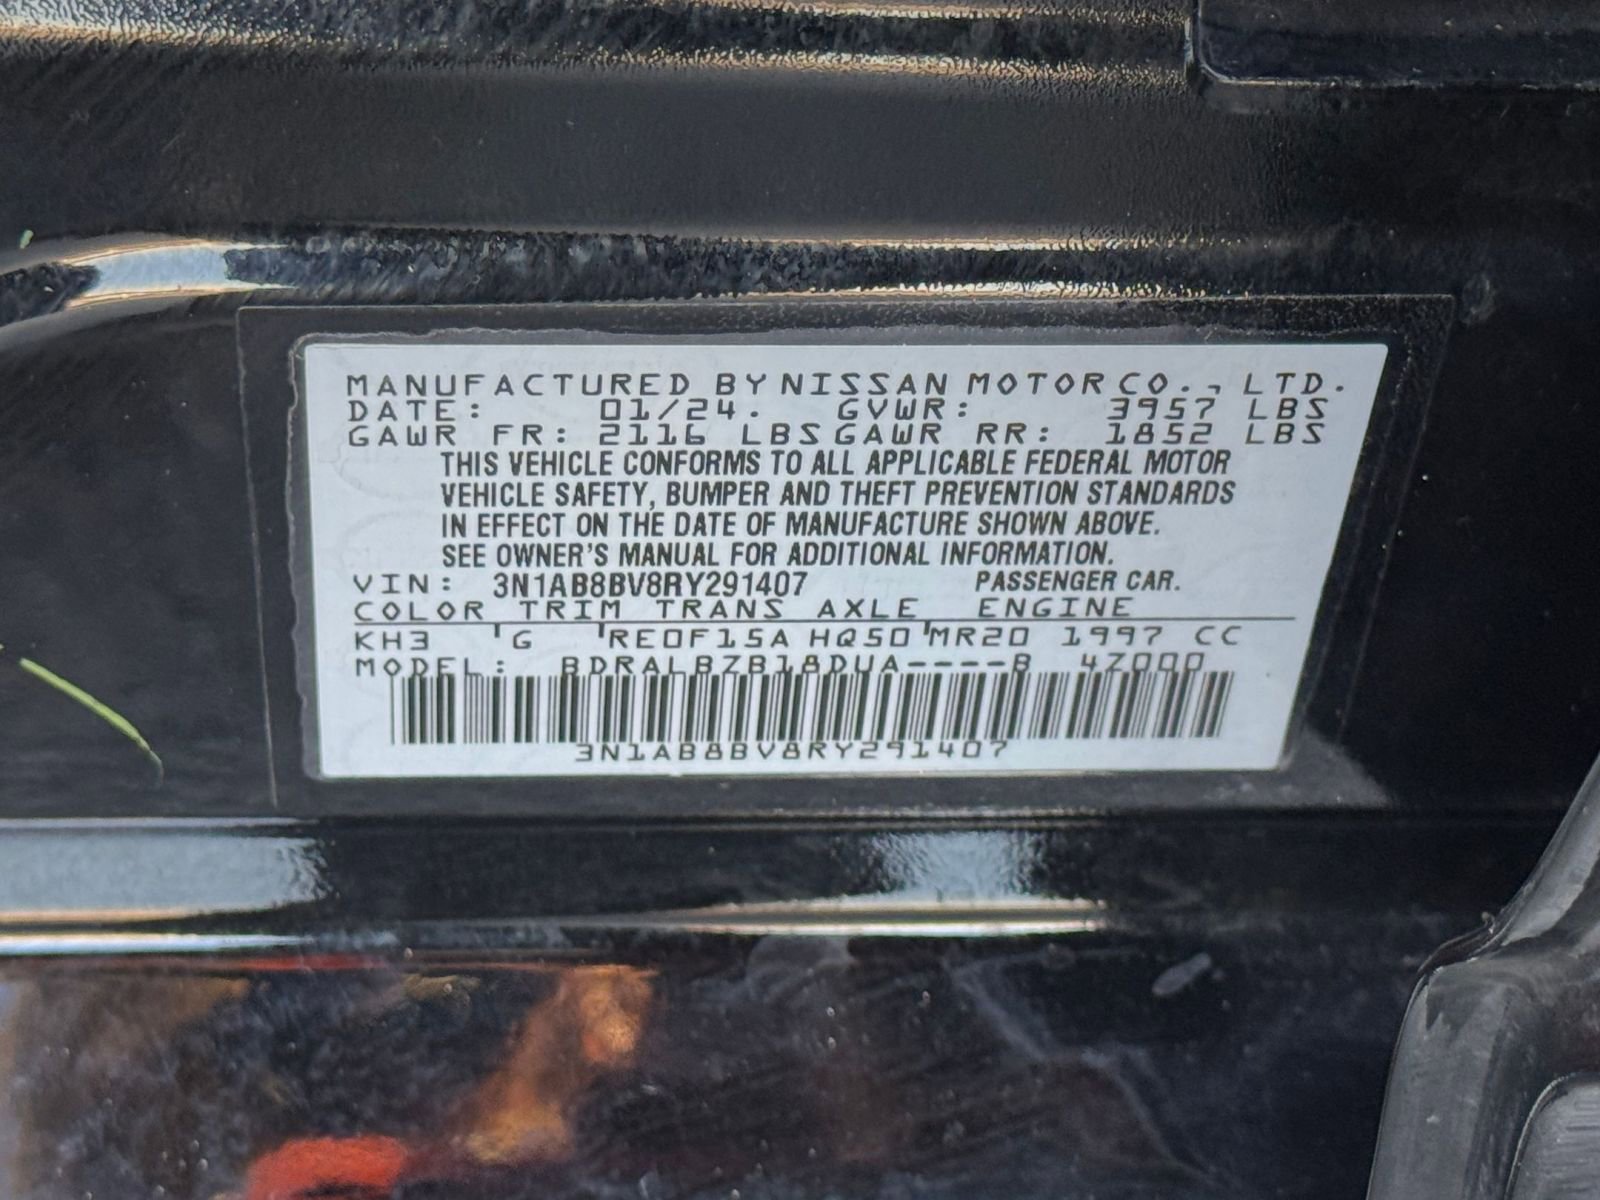 MANUFACTURED BY NISSAN MOTOR CO., LTD.
DATE: 01/24. GVWR: 3957 LBS
GAWR FR: 2116 LBS GAWR RR: 1852 LBS
THIS VEHICLE CONFORMS TO ALL APPLICABLE FEDERAL MOTOR
VEHICLE SAFETY, BUMPER AND THEFT PREVENTION STANDARDS
IN EFFECT ON THE DATE OF MANUFACTURE SHOWN ABOVE.
SEE OWNER'S MANUAL FOR ADDITIONAL INFORMATION.
VIN: 3N1AB8BV8RY291407 PASSENGER CAR.
COLOR TRIM TRANS AXLE ENGINE
KH3 'G 'RE0F15A HQ50 'MR20 1997 CC
MODEL: BDRALBZB18DUA----B 4Z000
3N1AB8BV8RY291407